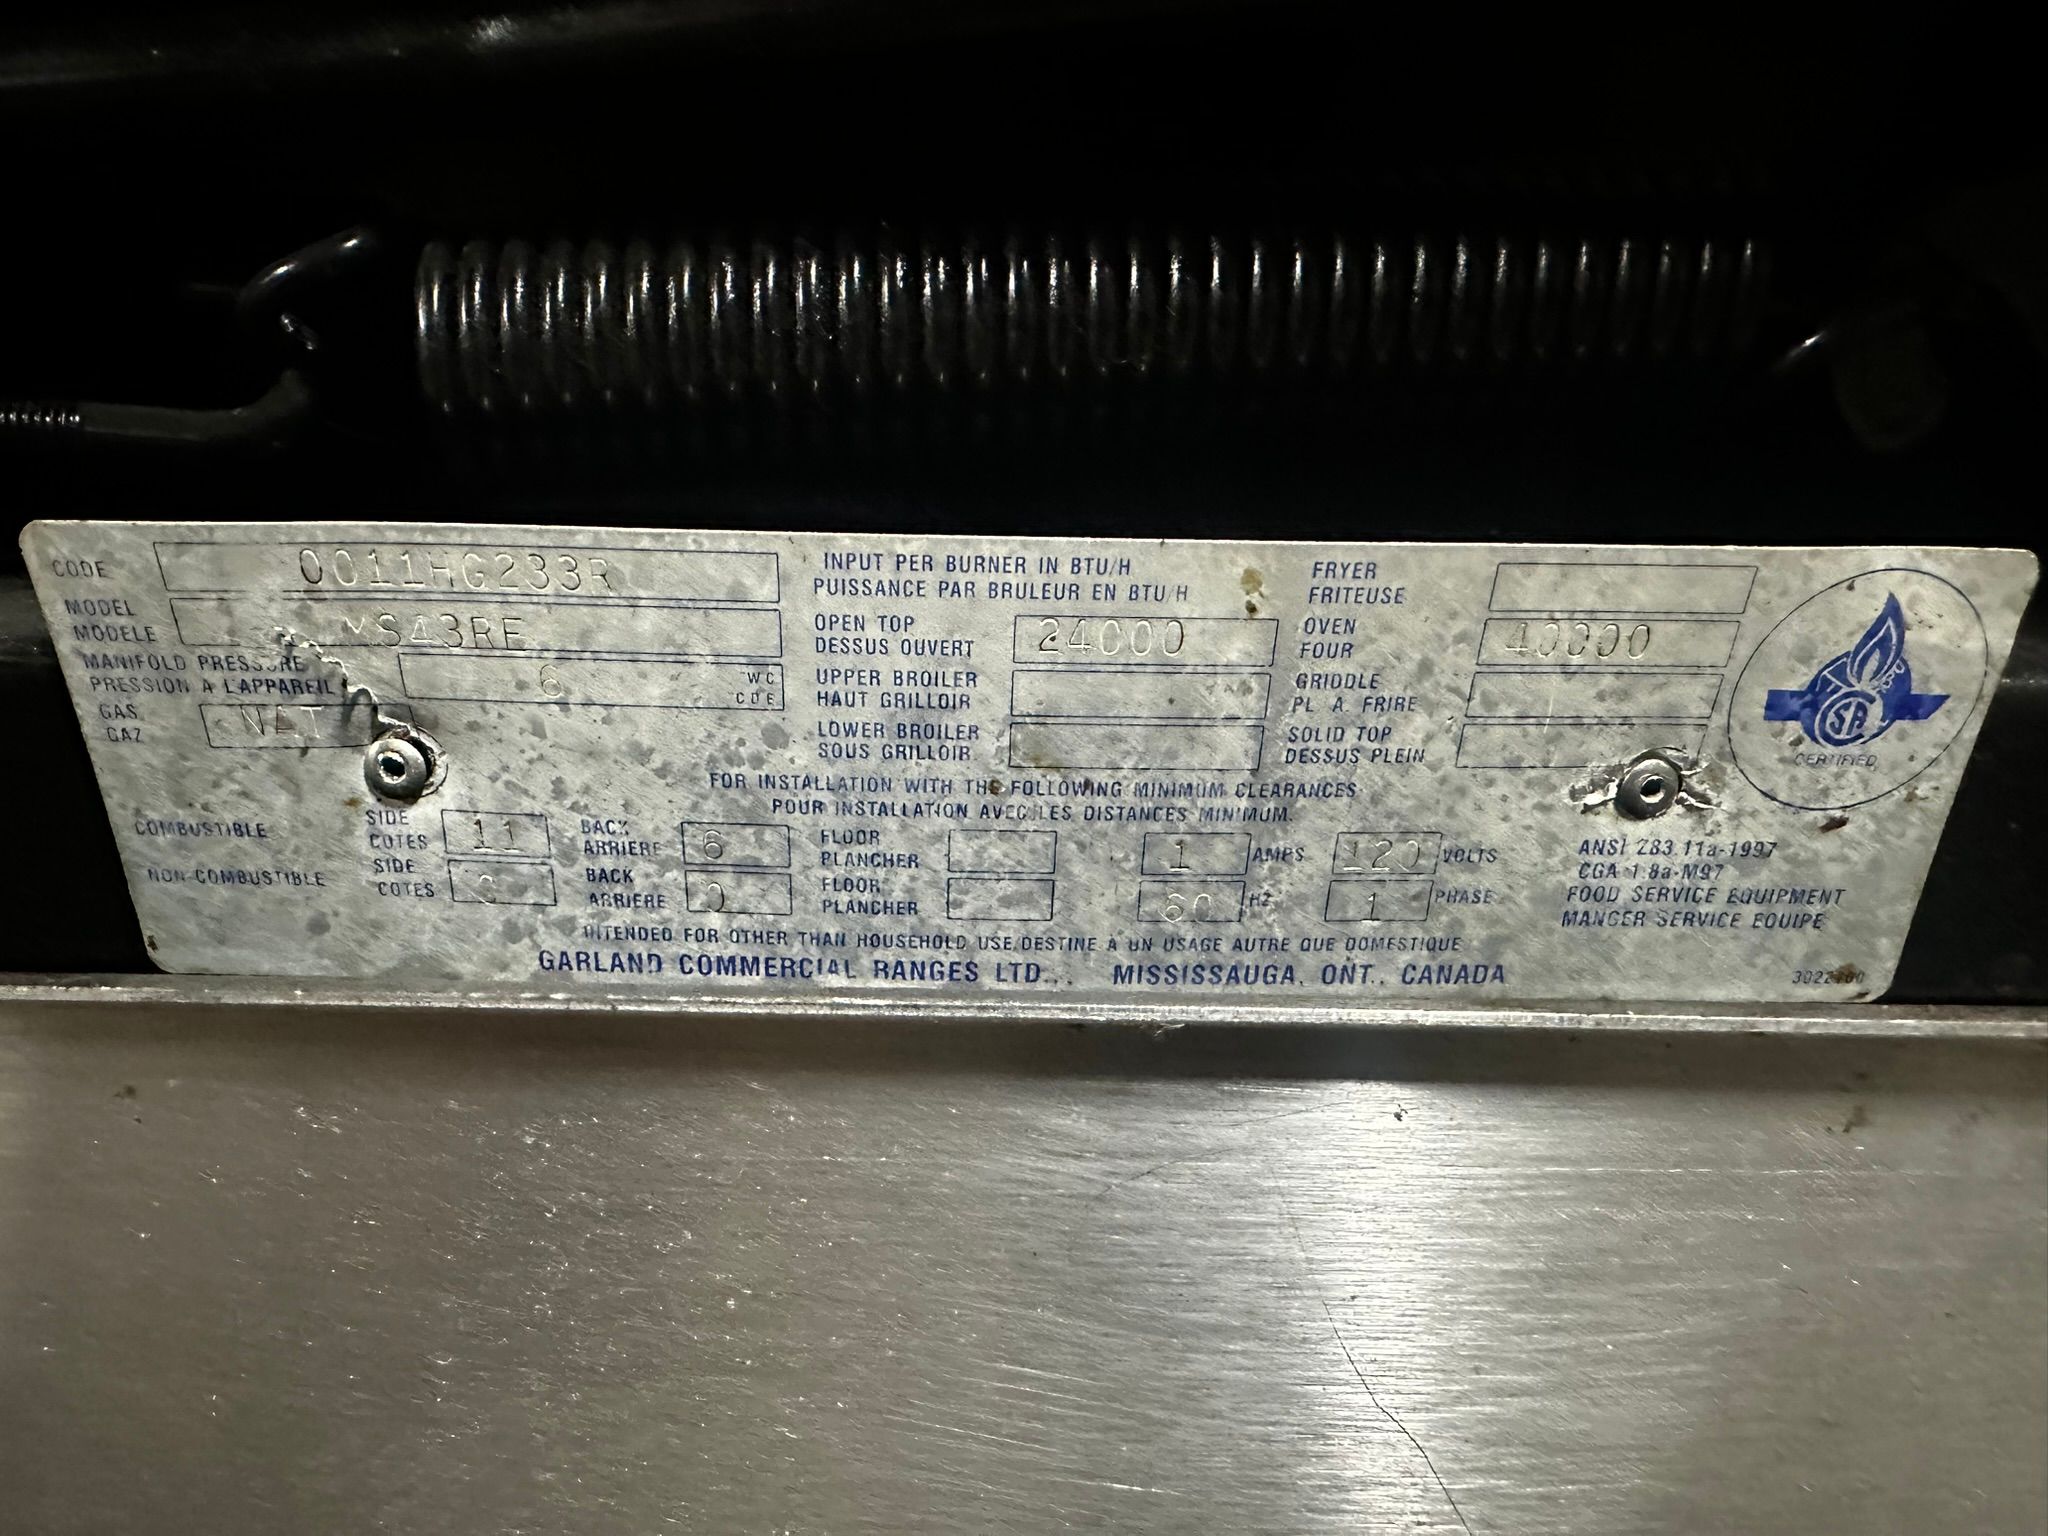 CODE 0011HG233R
MODEL
MODELE MS43RE
MANIFOLD PRESSURE
PRESSION A L'APPAREIL 6 WC
CDE
GAS
GAZ NAT
INPUT PER BURNER IN BTU/H
PUISSANCE PAR BRULEUR EN BTU/H
OPEN TOP
DESSUS OUVERT 24000
UPPER BROILER
HAUT GRILLOIR
LOWER BROILER
SOUS GRILLOIR
FRYER
FRITEUSE
OVEN
FOUR 40000
GRIDDLE
PL. A. FRIRE
SOLID TOP
DESSUS PLEIN
CERTIFIED
FOR INSTALLATION WITH THE FOLLOWING MINIMUM CLEARANCES
POUR INSTALLATION AVEC LES DISTANCES MINIMUM.
COMBUSTIBLE SIDE
COTES 11 BACK
ARRIERE 6 FLOOR
PLANCHER 1 AMPS 120 VOLTS
NON COMBUSTIBLE SIDE
COTES 0 BACK
ARRIERE 0 FLOOR
PLANCHER 60 HZ 1 PHASE
ANSI Z83.11a-1997
CGA-1.8a-M97
FOOD SERVICE EQUIPMENT
MANGER SERVICE EQUIPE
INTENDED FOR OTHER THAN HOUSEHOLD USE/DESTINE À UN USAGE AUTRE QUE DOMESTIQUE
GARLAND COMMERCIAL RANGES LTD., MISSISSAUGA, ONT., CANADA